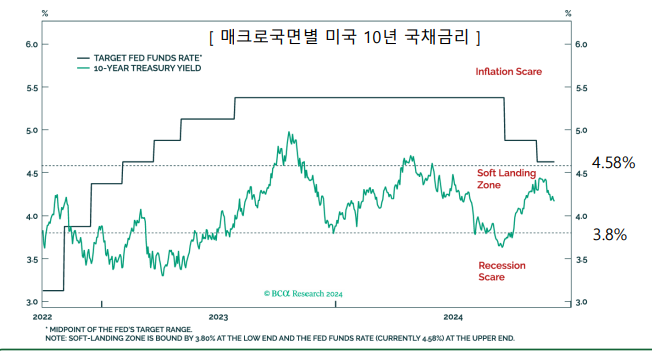 %
%
[ 매크로국면별 미국 10년 국채금리 ]
6.0
6.0
TARGET FED FUNDS RATE*
10-YEAR TREASURY YIELD
Inflation Scare
5.5
5.5
5.0
5.0
4.58%
4.5
4.5
Soft Landing
Zone
4.0
4.0
3.8%
3.5
3.5
Recession
Scare
© BCα Research 2024
3.0
3.0
2022
2023
2024
* MIDPOINT OF THE FED'S TARGET RANGE.
NOTE: SOFT-LANDING ZONE IS BOUND BY 3.80% AT THE LOW END AND THE FED FUNDS RATE (CURRENTLY 4.58%) AT THE UPPER END.